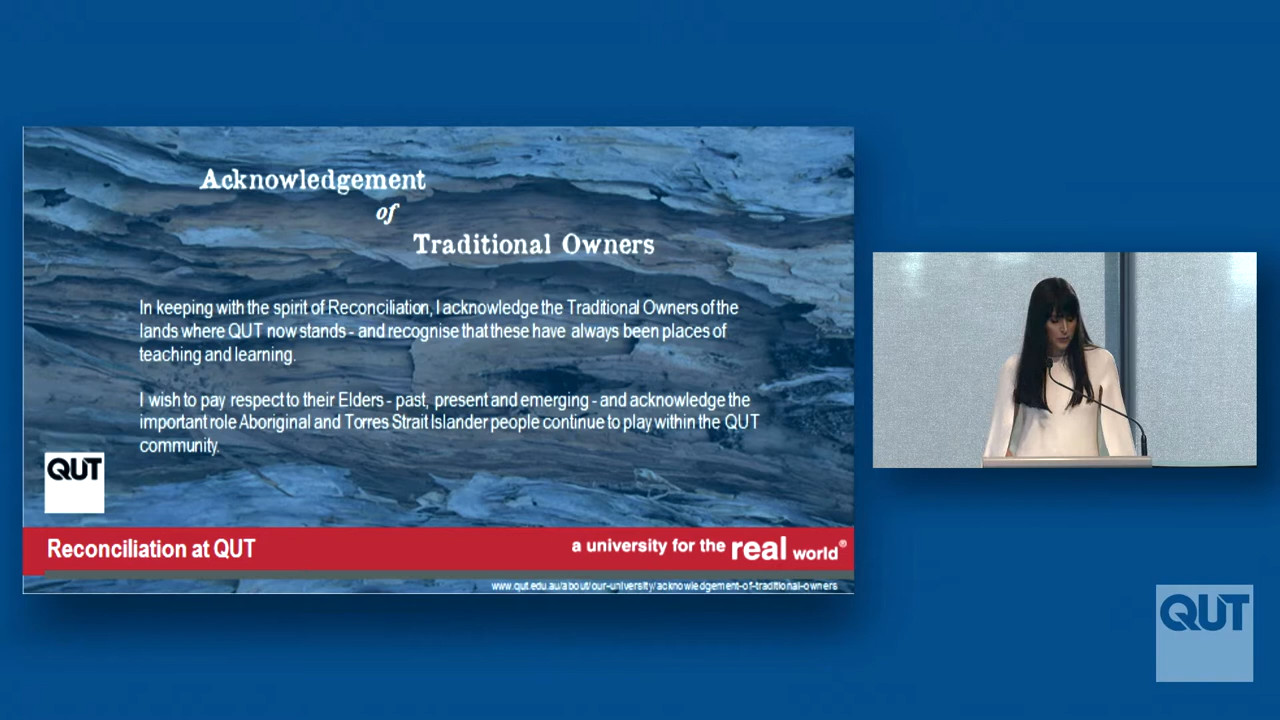 Acknowledgement
of
Traditional Owners
In keeping with the spirit of Reconciliation, I acknowledge the Traditional Owners of the
lands where QUT now stands - and recognise that these have always been places of
teaching and learning.
I wish to pay respect to their Elders - past, present and emerging - and acknowledge the
important role Aboriginal and Torres Strait Islander people continue to play within the QUT
community.
QUT
Reconciliation at QUT
a university for the real world®
www.qut.edu.au/about/our-university/acknowledgement-of-traditional-owners
QUT